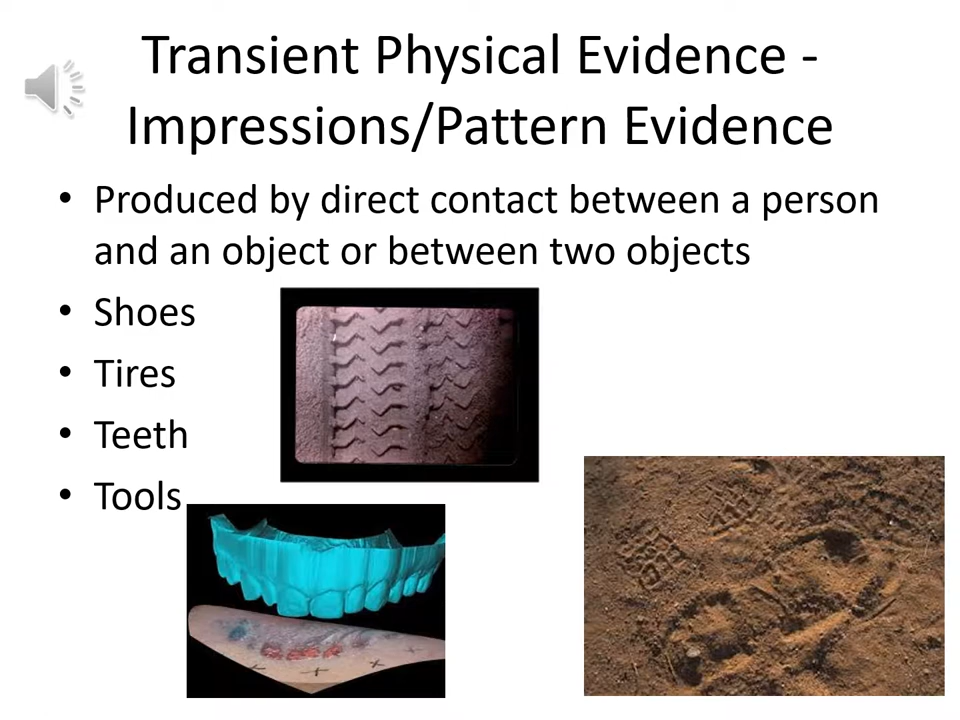 Transient Physical Evidence -
Impressions/Pattern Evidence
• Produced by direct contact between a person
and an object or between two objects
• Shoes
• Tires
• Teeth
• Tools